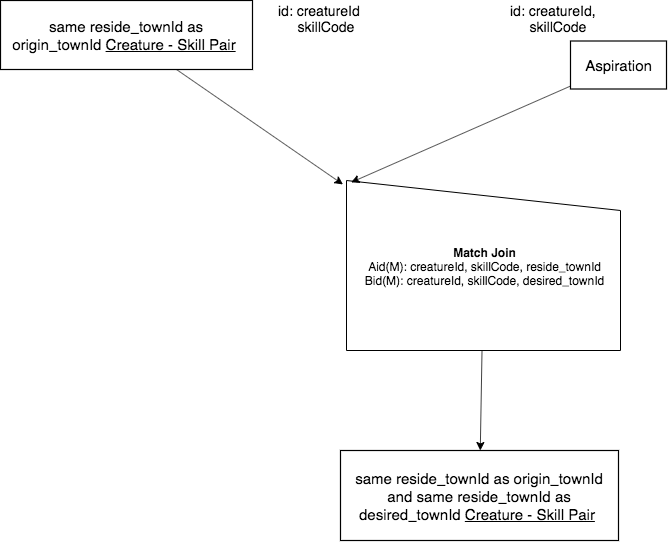 same reside_townId as
origin_townId Creature - Skill Pair
id: creatureId
skillCode
id: creatureId,
skillCode
Aspiration
Match Join
Aid(M): creatureId, skillCode, reside_townId
Bid(M): creatureId, skillCode, desired_townId
same reside_townId as origin_townId
and same reside_townId as
desired_townId Creature - Skill Pair